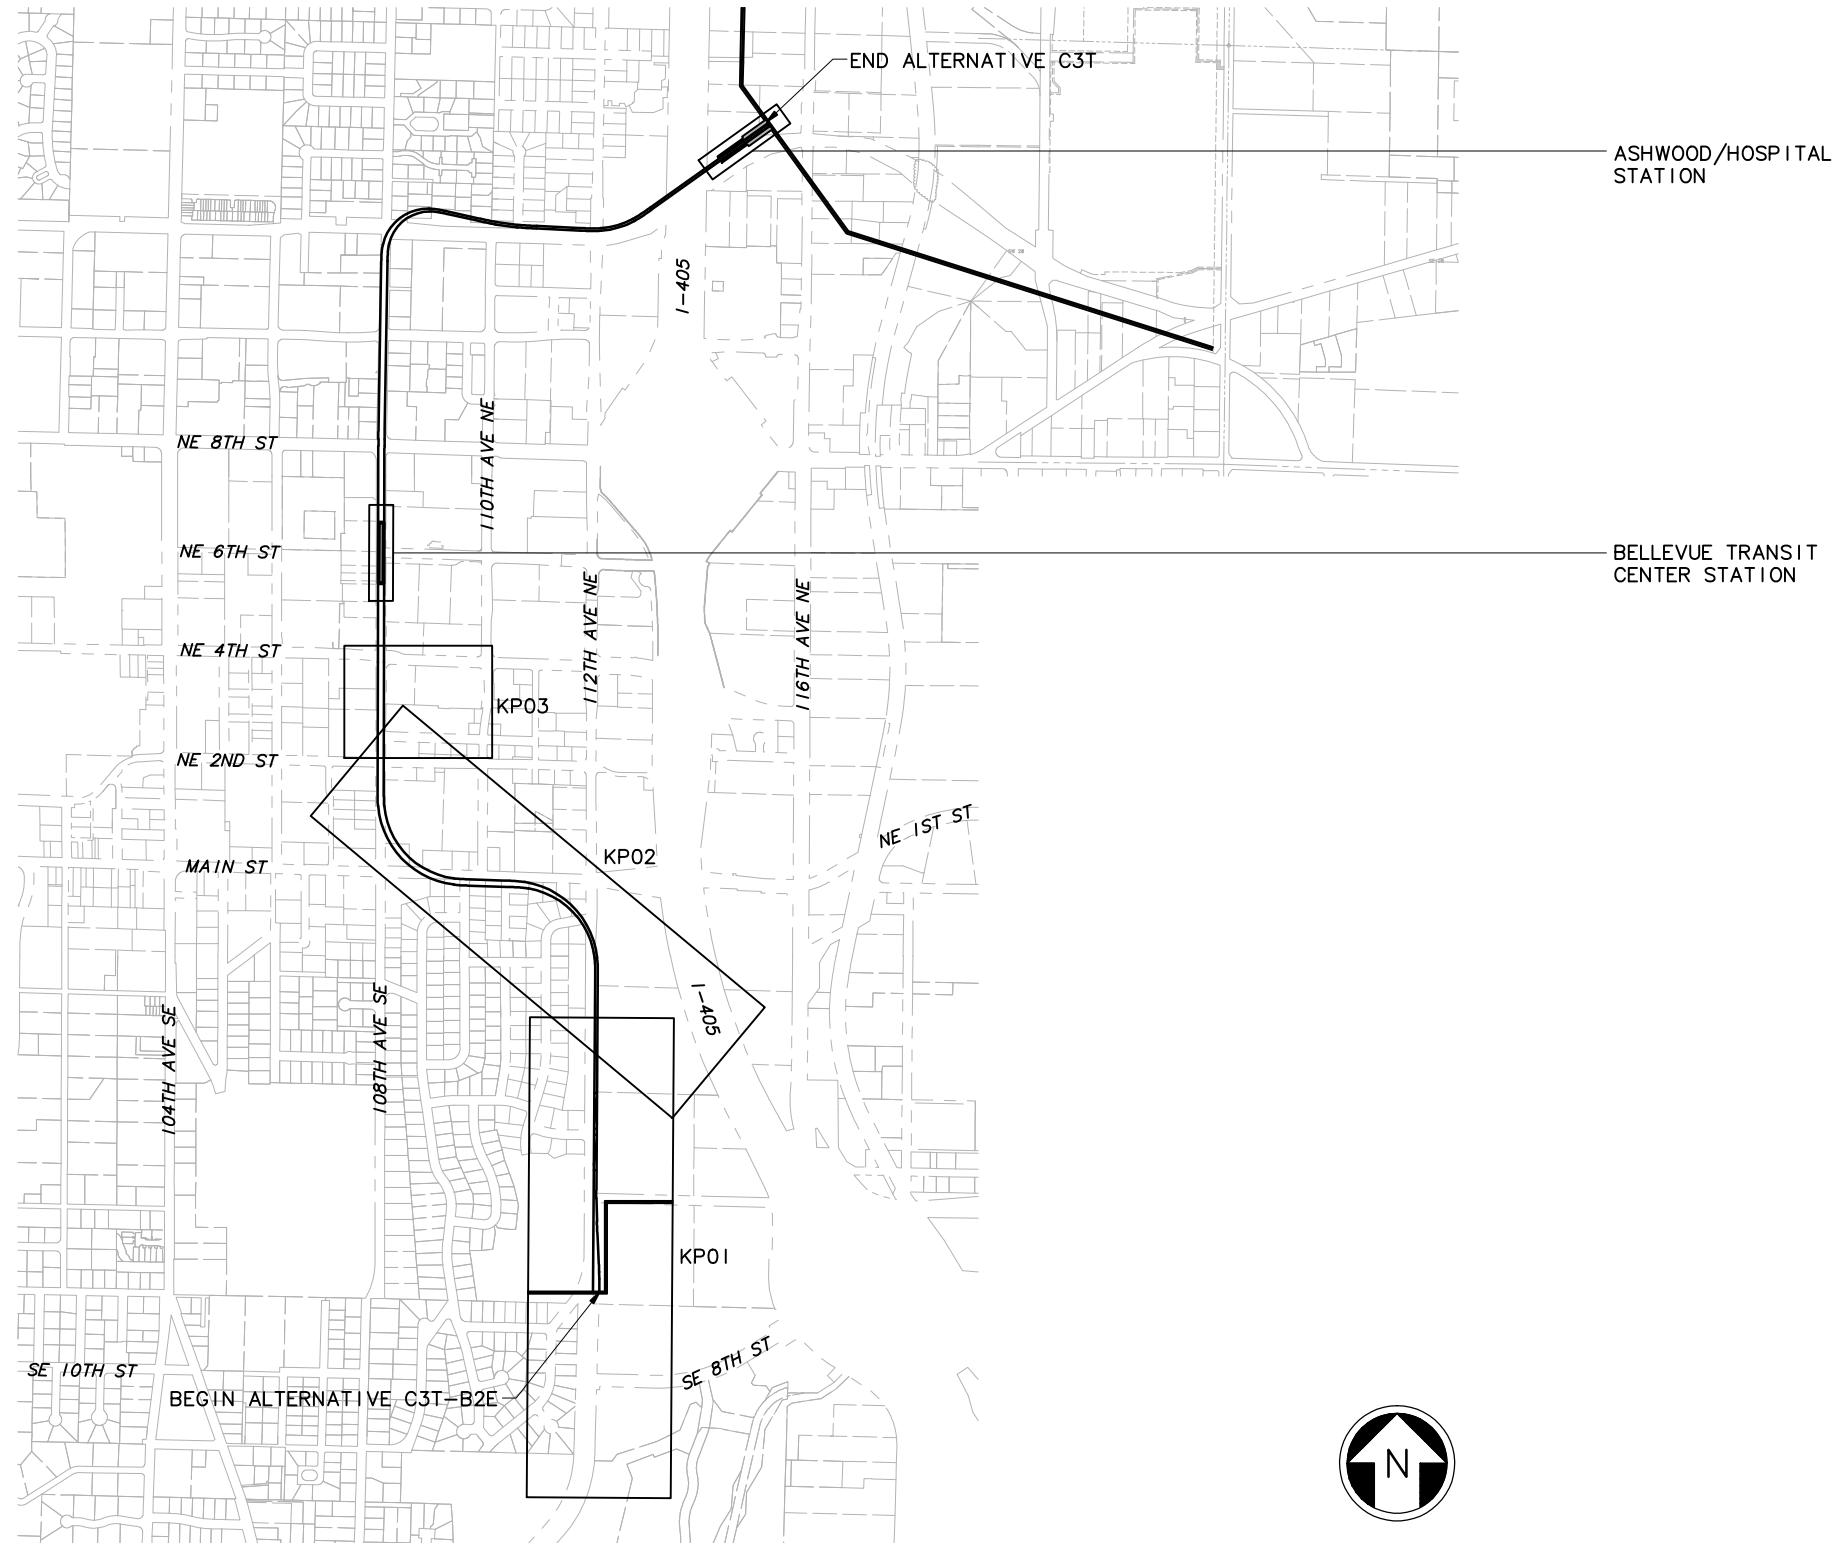 END ALTERNATIVE C3T
ASHWOOD/HOSPITAL
STATION
I-405
110TH AVE NE
NE 8TH ST
NE 6TH ST
BELLEVUE TRANSIT
CENTER STATION
112TH AVE NE
116TH AVE NE
NE 4TH ST
KP03
NE 2ND ST
NE 1ST ST
KP02
MAIN ST
I-405
104TH AVE SE
108TH AVE SE
KP01
SE 8TH ST
SE 10TH ST
BEGIN ALTERNATIVE C3T-B2E
N